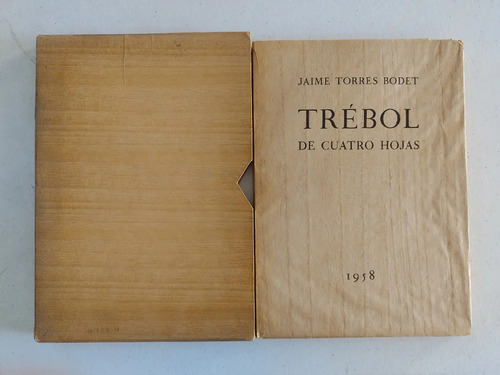 JAIME TORRES BODET
TRÉBOL
DE CUATRO HOJAS
1958